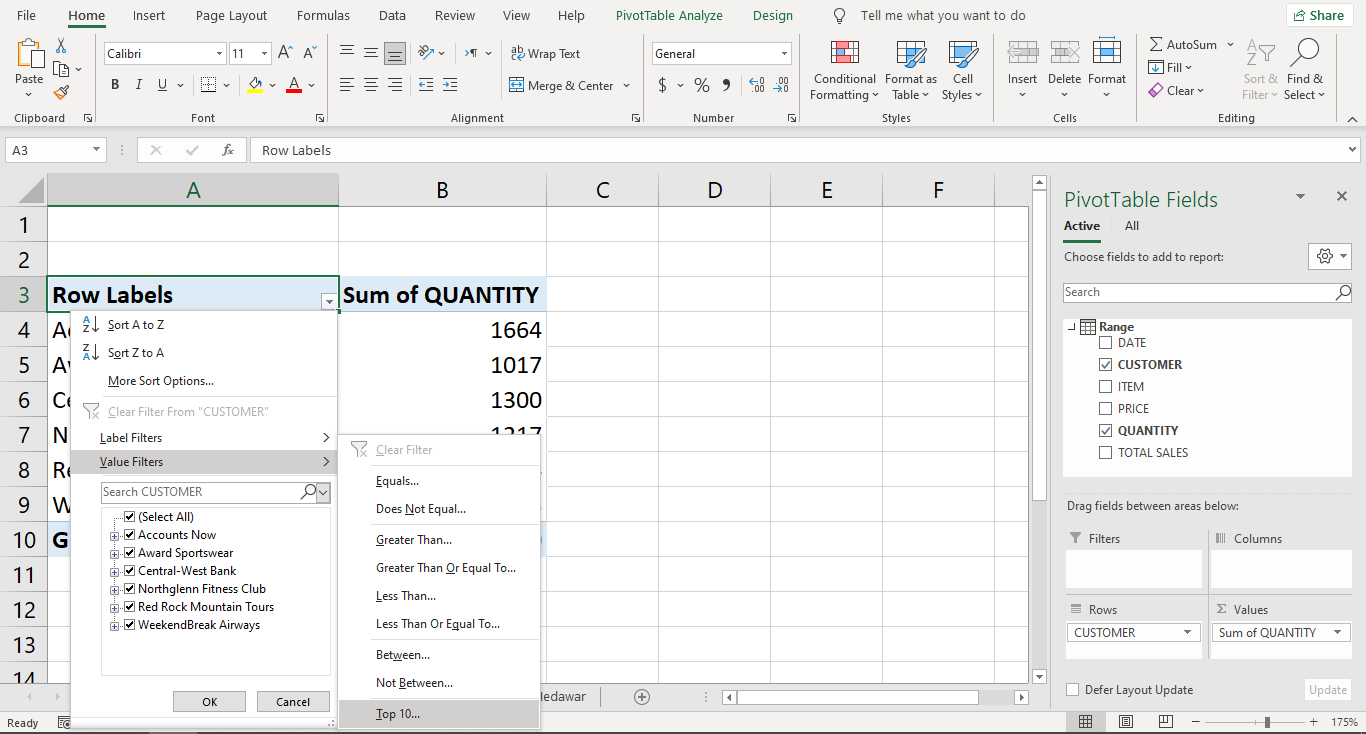 File Home Insert Page Layout Formulas Data Review View Help PivotTable Analyze Design Tell me what you want to do Share
Paste
Calibri 11
B I U
Wrap Text
Merge & Center
General
$ %
Conditional Formatting
Format as Table
Cell Styles
Insert Delete Format
AutoSum
Fill
Clear
Sort & Filter
Find & Select
Clipboard Font Alignment Number Styles Cells Editing
A3 fx Row Labels
A B C D E F
1
2
3 Row Labels Sum of QUANTITY
4 1664
5 1017
6 1300
7
8
9
10
11
12
13
14
Sort A to Z
Sort Z to A
More Sort Options...
Clear Filter From "CUSTOMER"
Label Filters
Value Filters
Search CUSTOMER
(Select All)
Accounts Now
Award Sportswear
Central-West Bank
Northglenn Fitness Club
Red Rock Mountain Tours
WeekendBreak Airways
OK Cancel
Clear Filter
Equals...
Does Not Equal...
Greater Than...
Greater Than Or Equal To...
Less Than...
Less Than Or Equal To...
Between...
Not Between...
Top 10...
PivotTable Fields
Active All
Choose fields to add to report:
Search
Range
DATE
CUSTOMER
ITEM
PRICE
QUANTITY
TOTAL SALES
Drag fields between areas below:
Filters Columns
Rows Σ Values
CUSTOMER Sum of QUANTITY
Defer Layout Update Update
Ready 175%